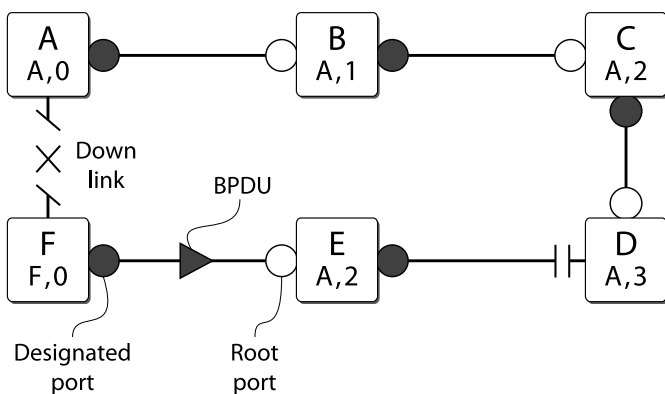 A
A,0
B
A,1
C
A,2
Down
link
BPDU
F
F,0
E
A,2
D
A,3
Designated
port
Root
port